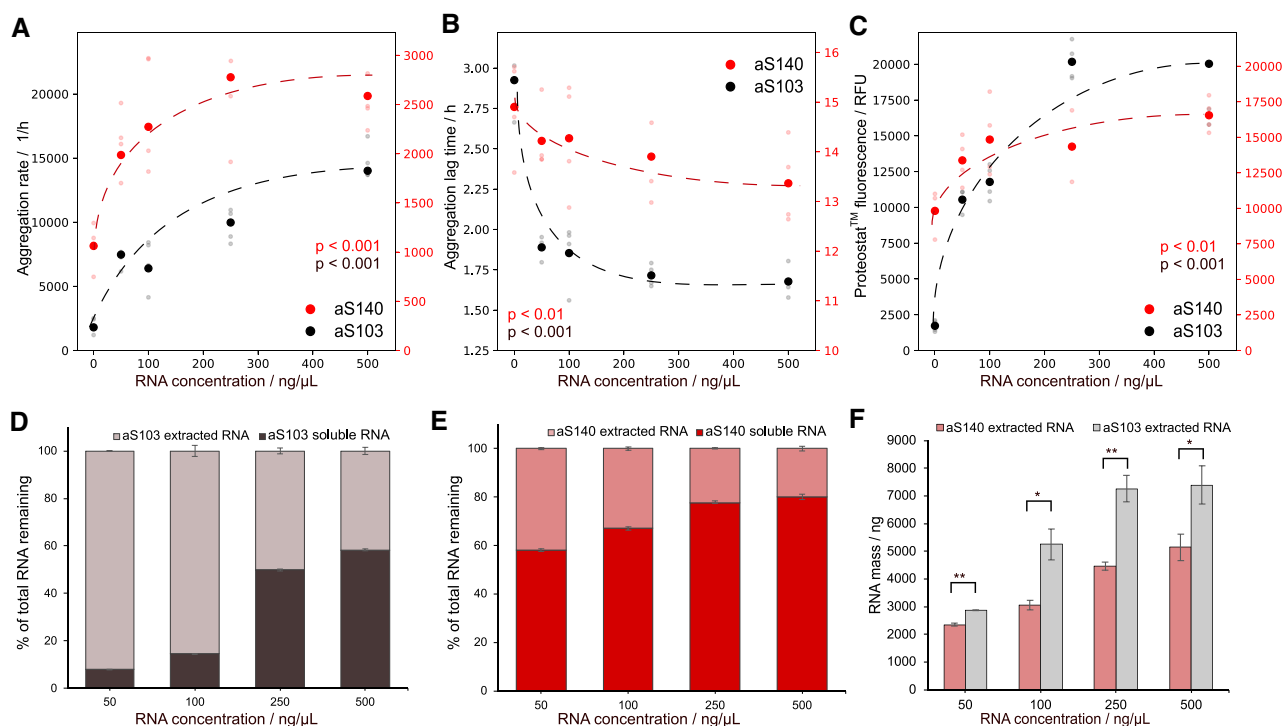 A
Aggregation rate / 1/h
20000
15000
10000
5000
0
3000
2500
2000
1500
1000
500
0
p < 0.001
p < 0.001
aS140
aS103
0 100 200 300 400 500
RNA concentration / ng/µL
B
Aggregation lag time / h
3.00
2.75
2.50
2.25
2.00
1.75
1.50
1.25
16
15
14
13
12
11
10
aS140
aS103
p < 0.01
p < 0.001
0 100 200 300 400 500
RNA concentration / ng/µL
C
Proteostat™ fluorescence / RFU
20000
17500
15000
12500
10000
7500
5000
2500
0
20000
17500
15000
12500
10000
7500
5000
2500
0
p < 0.01
p < 0.001
aS140
aS103
0 100 200 300 400 500
RNA concentration / ng/µL
D
aS103 extracted RNA aS103 soluble RNA
% of total RNA remaining
100
80
60
40
20
0
50 100 250 500
RNA concentration / ng/µL
E
aS140 extracted RNA aS140 soluble RNA
% of total RNA remaining
100
80
60
40
20
0
50 100 250 500
RNA concentration / ng/µL
F
aS140 extracted RNA aS103 extracted RNA
RNA mass / ng
9000
8000
7000
6000
5000
4000
3000
2000
1000
0
** * ** *
50 100 250 500
RNA concentration / ng/µL